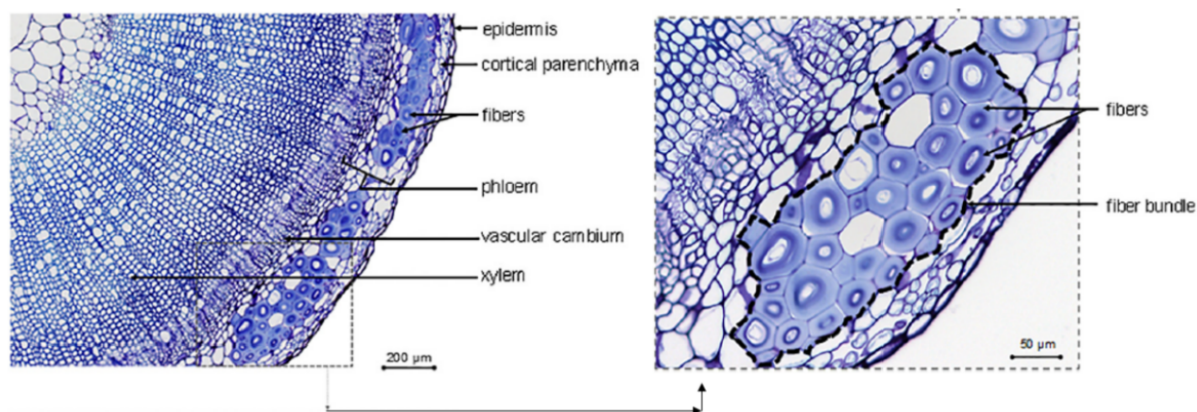 epidermis
cortical parenchyma
fibers
phloem
vascular cambium
xylem
200 µm
fibers
fiber bundle
50 µm